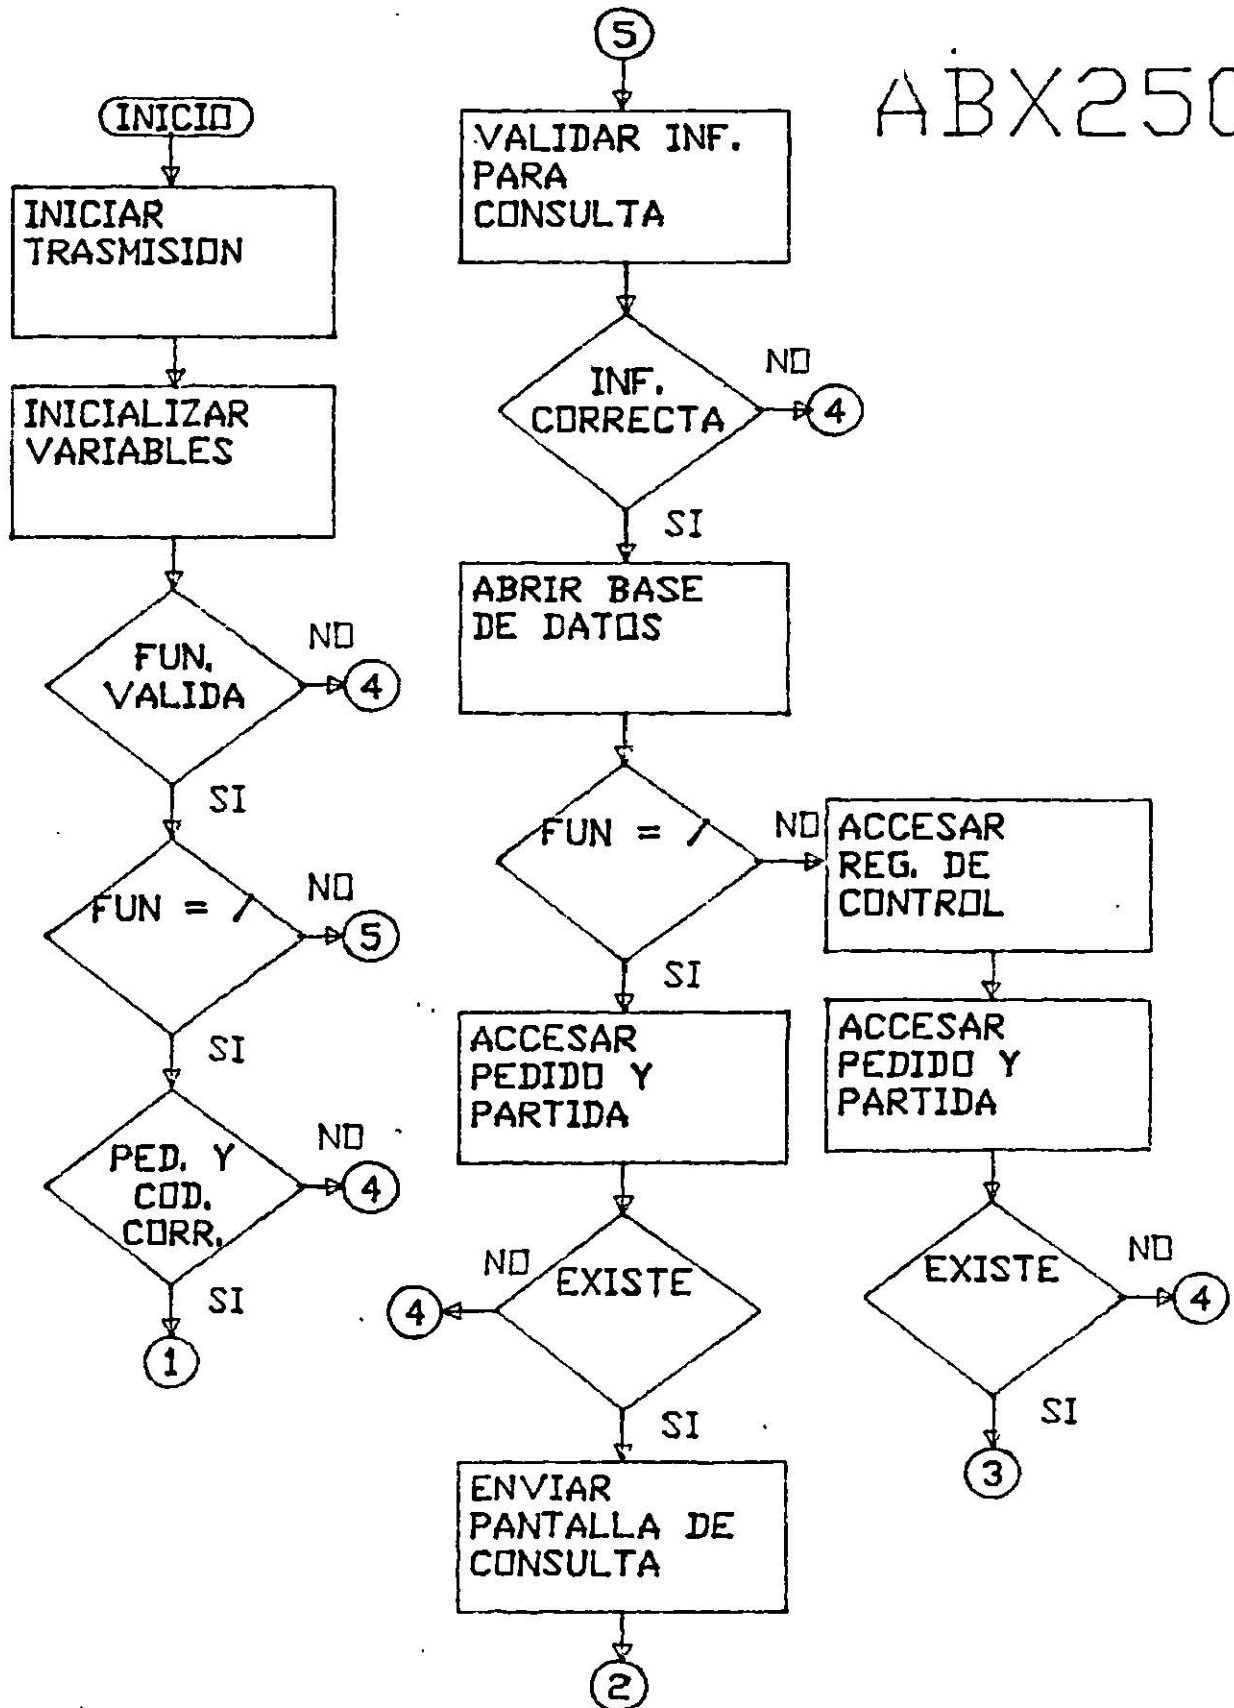 ABX250
INICIO
INICIAR
TRASMISION
INICIALIZAR
VARIABLES
FUN.
VALIDA
NO
4
SI
FUN = /
NO
5
SI
PED. Y
COD.
CORR.
NO
4
SI
1
5
VALIDAR INF.
PARA
CONSULTA
INF.
CORRECTA
NO
4
SI
ABRIR BASE
DE DATOS
FUN = /
NO
SI
ACCESAR
PEDIDO Y
PARTIDA
EXISTE
NO
4
SI
ENVIAR
PANTALLA DE
CONSULTA
2
ACCESAR
REG. DE
CONTROL
ACCESAR
PEDIDO Y
PARTIDA
EXISTE
NO
4
SI
3